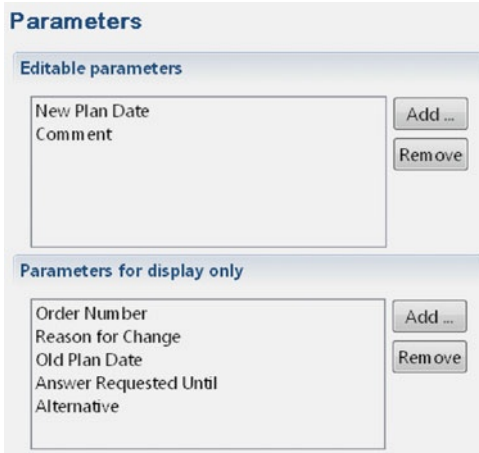 Parameters
Editable parameters
New Plan Date
Comment
Add ...
Remove
Parameters for display only
Order Number
Reason for Change
Old Plan Date
Answer Requested Until
Alternative
Add ...
Remove